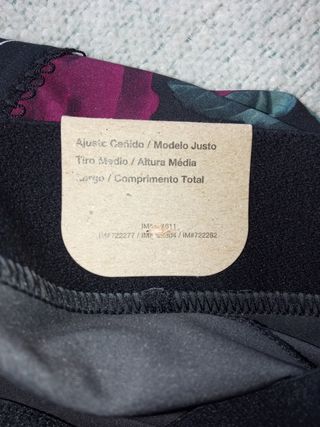 Ajuste Ceñido / Modelo Justo
Tiro Medio / Altura Média
Largo / Comprimento Total
IM#722277 / / IM#722282